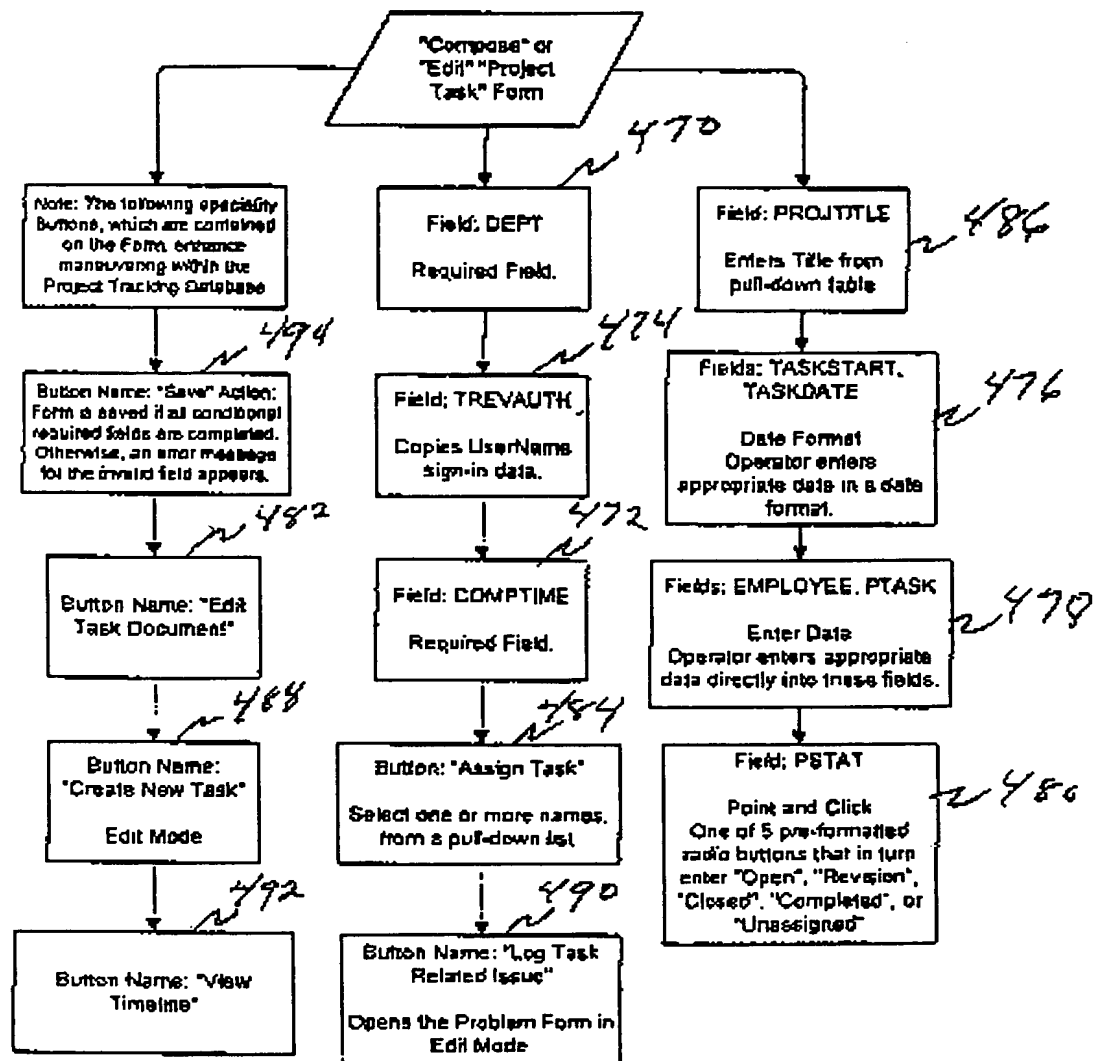 "Compose" or
"Edit" "Project
Task" Form
470
Note: The following speciality
Buttons, which are contained
on the Form, enhance
maneuvering within the
Project Tracking Database
494
Button Name: "Save" Action:
Form is saved if all conditional
required fields are completed.
Otherwise, an error message
for the invalid field appears.
482
Button Name: "Edit
Task Document"
488
Button Name:
"Create New Task"
Edit Mode
492
Button Name: "View
Timeline"
Field: DEPT
Required Field.
474
Field: TREVAUTH
Copies UserName
sign-in data.
472
Field: COMPTIME
Required Field.
484
Button: "Assign Task"
Select one or more names,
from a pull-down list
490
Button Name: "Log Task
Related Issue"
Opens the Problem Form in
Edit Mode
Field: PROJTITLE
Enters Title from
pull-down table
486
Fields: TASKSTART,
TASKDATE
Date Format
Operator enters
appropriate data in a date
format.
476
Fields: EMPLOYEE, PTASK
Enter Data
Operator enters appropriate
data directly into these fields.
478
Field: PSTAT
Point and Click
One of 5 pre-formatted
radio buttons that in turn
enter "Open", "Revision",
"Closed", "Completed", or
"Unassigned"
480